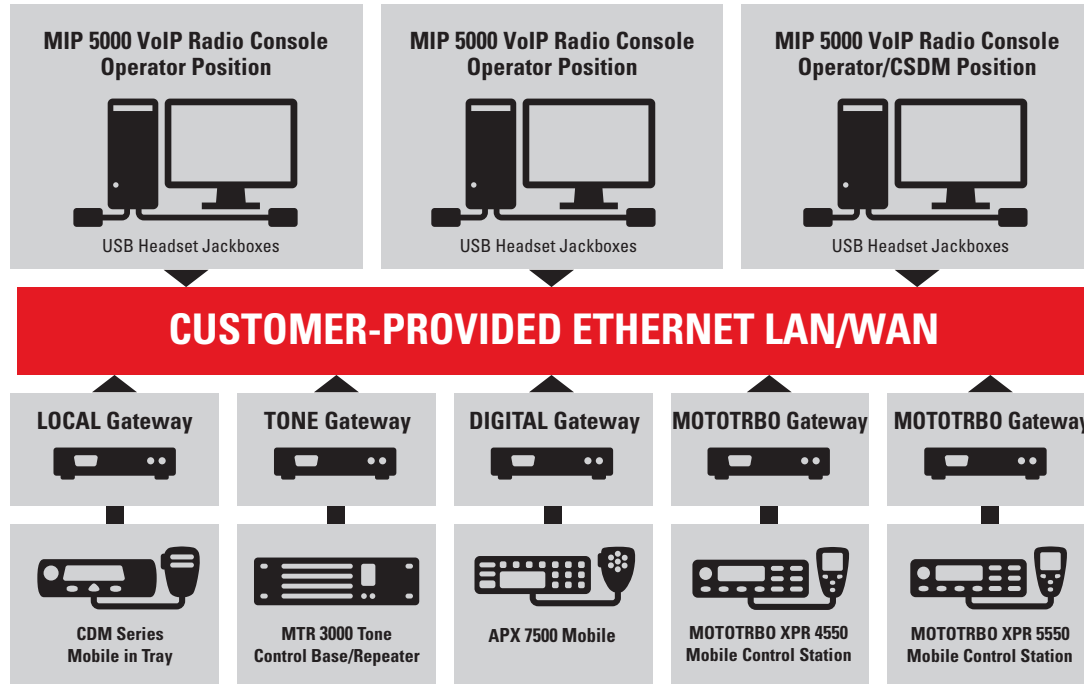 MIP 5000 VoIP Radio Console
Operator Position
USB Headset Jackboxes
MIP 5000 VoIP Radio Console
Operator Position
USB Headset Jackboxes
MIP 5000 VoIP Radio Console
Operator/CSDM Position
USB Headset Jackboxes
CUSTOMER-PROVIDED ETHERNET LAN/WAN
LOCAL Gateway
TONE Gateway
DIGITAL Gateway
MOTOTRBO Gateway
MOTOTRBO Gateway
CDM Series
Mobile in Tray
MTR 3000 Tone
Control Base/Repeater
APX 7500 Mobile
MOTOTRBO XPR 4550
Mobile Control Station
MOTOTRBO XPR 5550
Mobile Control Station